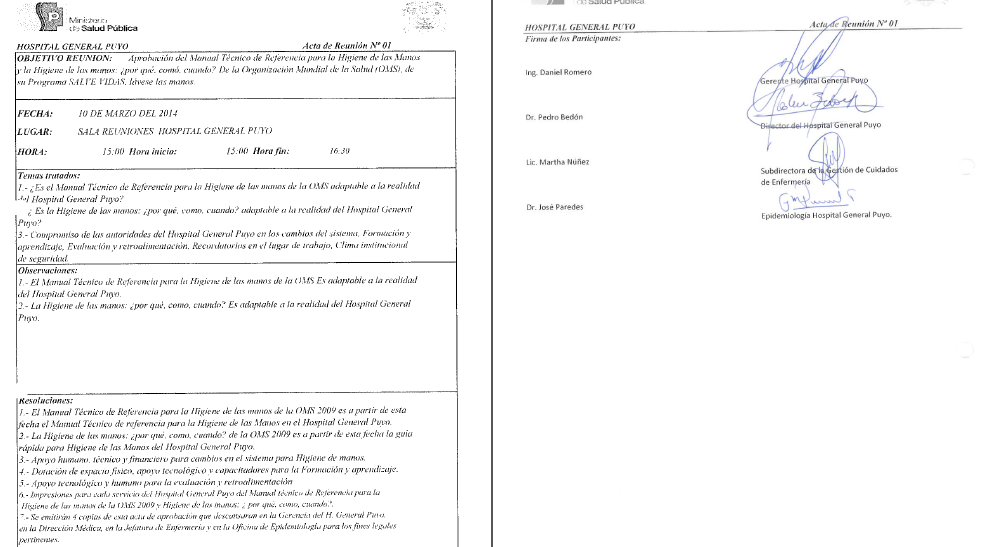 Ministerio
de Salud Pública
HOSPITAL GENERAL PUYO Acta de Reunión Nº 01
OBJETIVO REUNION: Aprobación del Manual Técnico de Referencia para la Higiene de las Manos
y la Higiene de las manos: ¿por qué, comó, cuando? De la Organización Mundial de la Salud (OMS), de
su Programa SALVE VIDAS, lávese las manos.
FECHA: 10 DE MARZO DEL 2014
LUGAR: SALA REUNIONES HOSPITAL GENERAL PUYO
HORA: 15:00 Hora inicio: 15:00 Hora fin: 16:30
Temas tratados:
1.- ¿Es el Manual Técnico de Referencia para la Higiene de las manos de la OMS adaptable a la realidad
del Hospital General Puyo?
¿ Es la Higiene de las manos: ¿por qué, como, cuando? adaptable a la realidad del Hospital General
Puyo?
3.- Compromiso de las autoridades del Hospital General Puyo en los cambios del sistema, Formación y
aprendizaje, Evaluación y retroalimentación, Recordatorios en el lugar de trabajo, Clima institucional
de seguridad.
Observaciones:
1.- El Manual Técnico de Referencia para la Higiene de las manos de la OMS Es adaptable a la realidad
del Hospital General Puyo.
2.- La Higiene de las manos: ¿por qué, como, cuando? Es adaptable a la realidad del Hospital General
Puyo.
Resoluciones:
1.- El Manual Técnico de Referencia para la Higiene de las manos de la OMS 2009 es a partir de esta
fecha el Manual Técnico de referencia para la Higiene de las Manos en el Hospital General Puyo.
2.- La Higiene de las manos: ¿por qué, como, cuando? de la OMS 2009 es a partir de esta fecha la guía
rápida para Higiene de las Manos del Hospital General Puyo.
3.- Apoyo humano, técnico y financiero para cambios en el sistema para Higiene de manos.
4.- Dotación de espacio físico, apoyo tecnológico y capacitadores para la Formación y aprendizaje.
5.- Apoyo tecnológico y humano para la evaluación y retroalimentación
6.- Impresiones para cada servicio del Hospital General Puyo del Manual técnico de Referencia para la
Higiene de las manos de la OMS 2009 y Higiene de las manos: ¿ por qué, como, cuando?.
7.- Se emitirán 4 copias de esta acta de aprobación que descansaran en la Gerencia del H. General Puyo,
en la Dirección Médica, en la Jefatura de Enfermería y en la Oficina de Epidemiología para los fines legales
pertinentes.
de Salud Pública
HOSPITAL GENERAL PUYO Acta de Reunión Nº 01
Firma de los Participantes:
Ing. Daniel Romero
Gerente Hospital General Puyo
Dr. Pedro Bedón
Director del Hospital General Puyo
Lic. Martha Núñez
Subdirectora de la Gestión de Cuidados
de Enfermería
Dr. José Paredes
Epidemiología Hospital General Puyo.